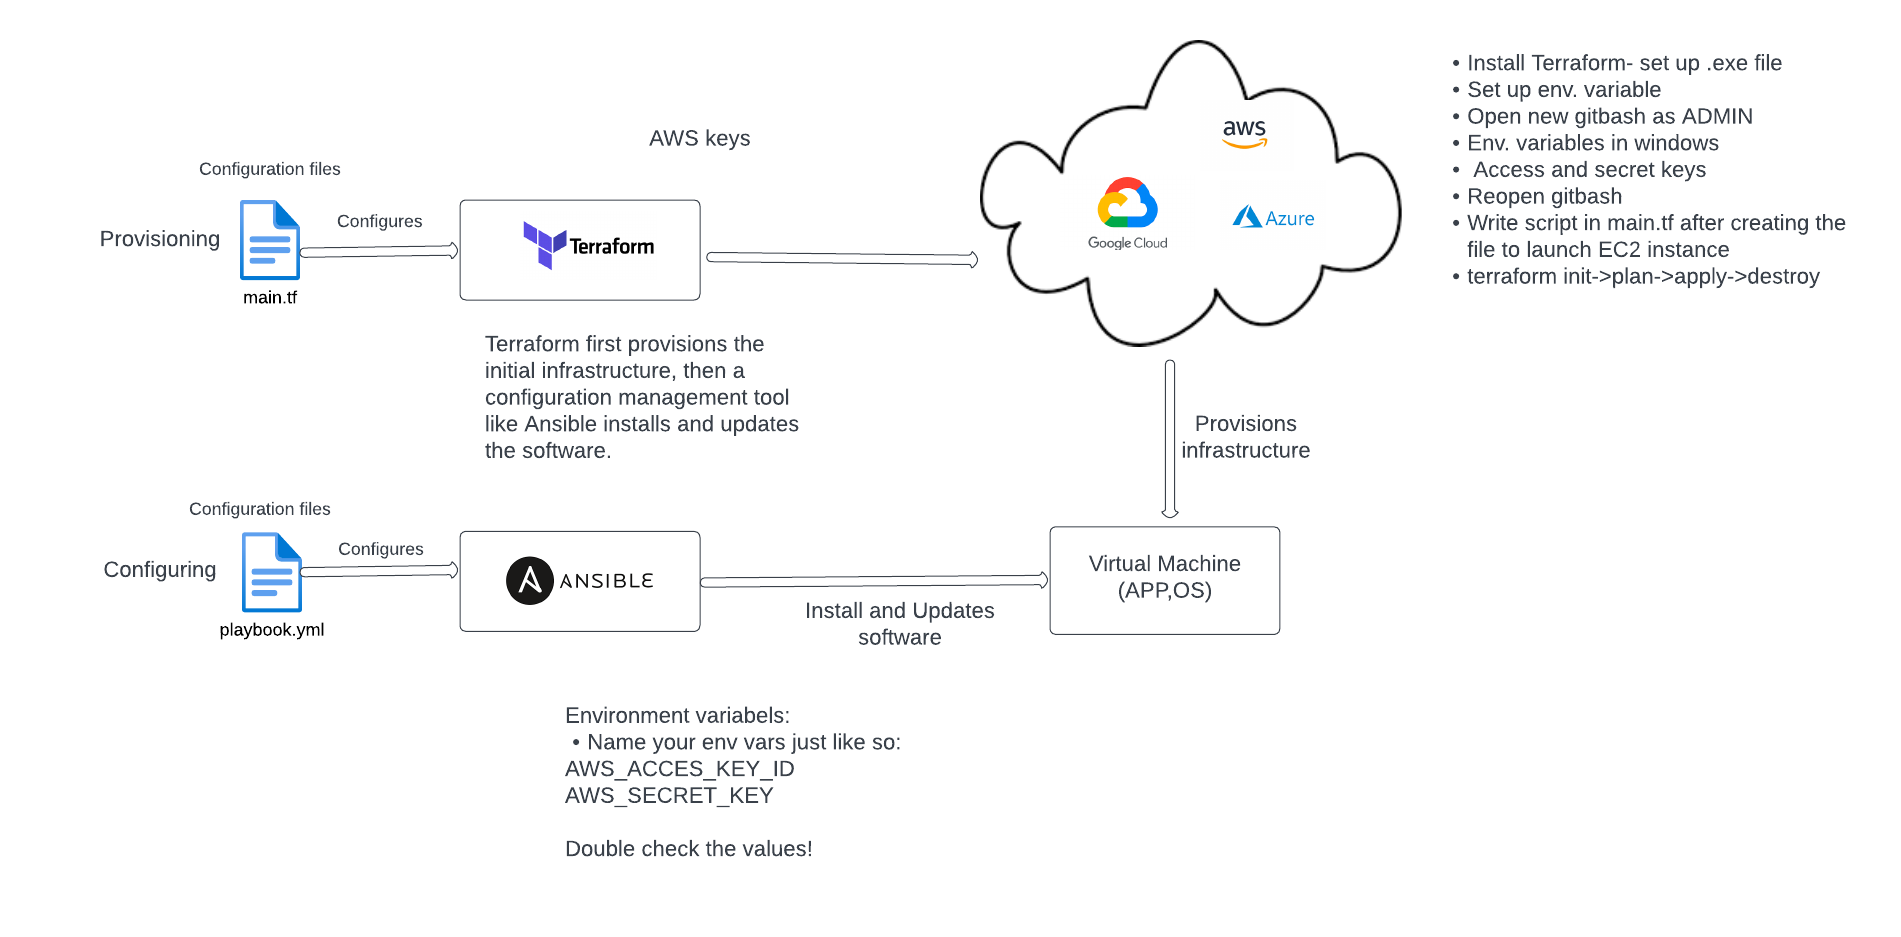 AWS keys
Configuration files
Provisioning
Configures
main.tf
Terraform
aws
Google Cloud
Azure
• Install Terraform- set up .exe file
• Set up env. variable
• Open new gitbash as ADMIN
• Env. variables in windows
• Access and secret keys
• Reopen gitbash
• Write script in main.tf after creating the
file to launch EC2 instance
• terraform init->plan->apply->destroy
Terraform first provisions the
initial infrastructure, then a
configuration management tool
like Ansible installs and updates
the software.
Provisions
infrastructure
Configuration files
Configuring
Configures
playbook.yml
ANSIBLE
Install and Updates
software
Virtual Machine
(APP,OS)
Environment variabels:
• Name your env vars just like so:
AWS_ACCES_KEY_ID
AWS_SECRET_KEY
Double check the values!